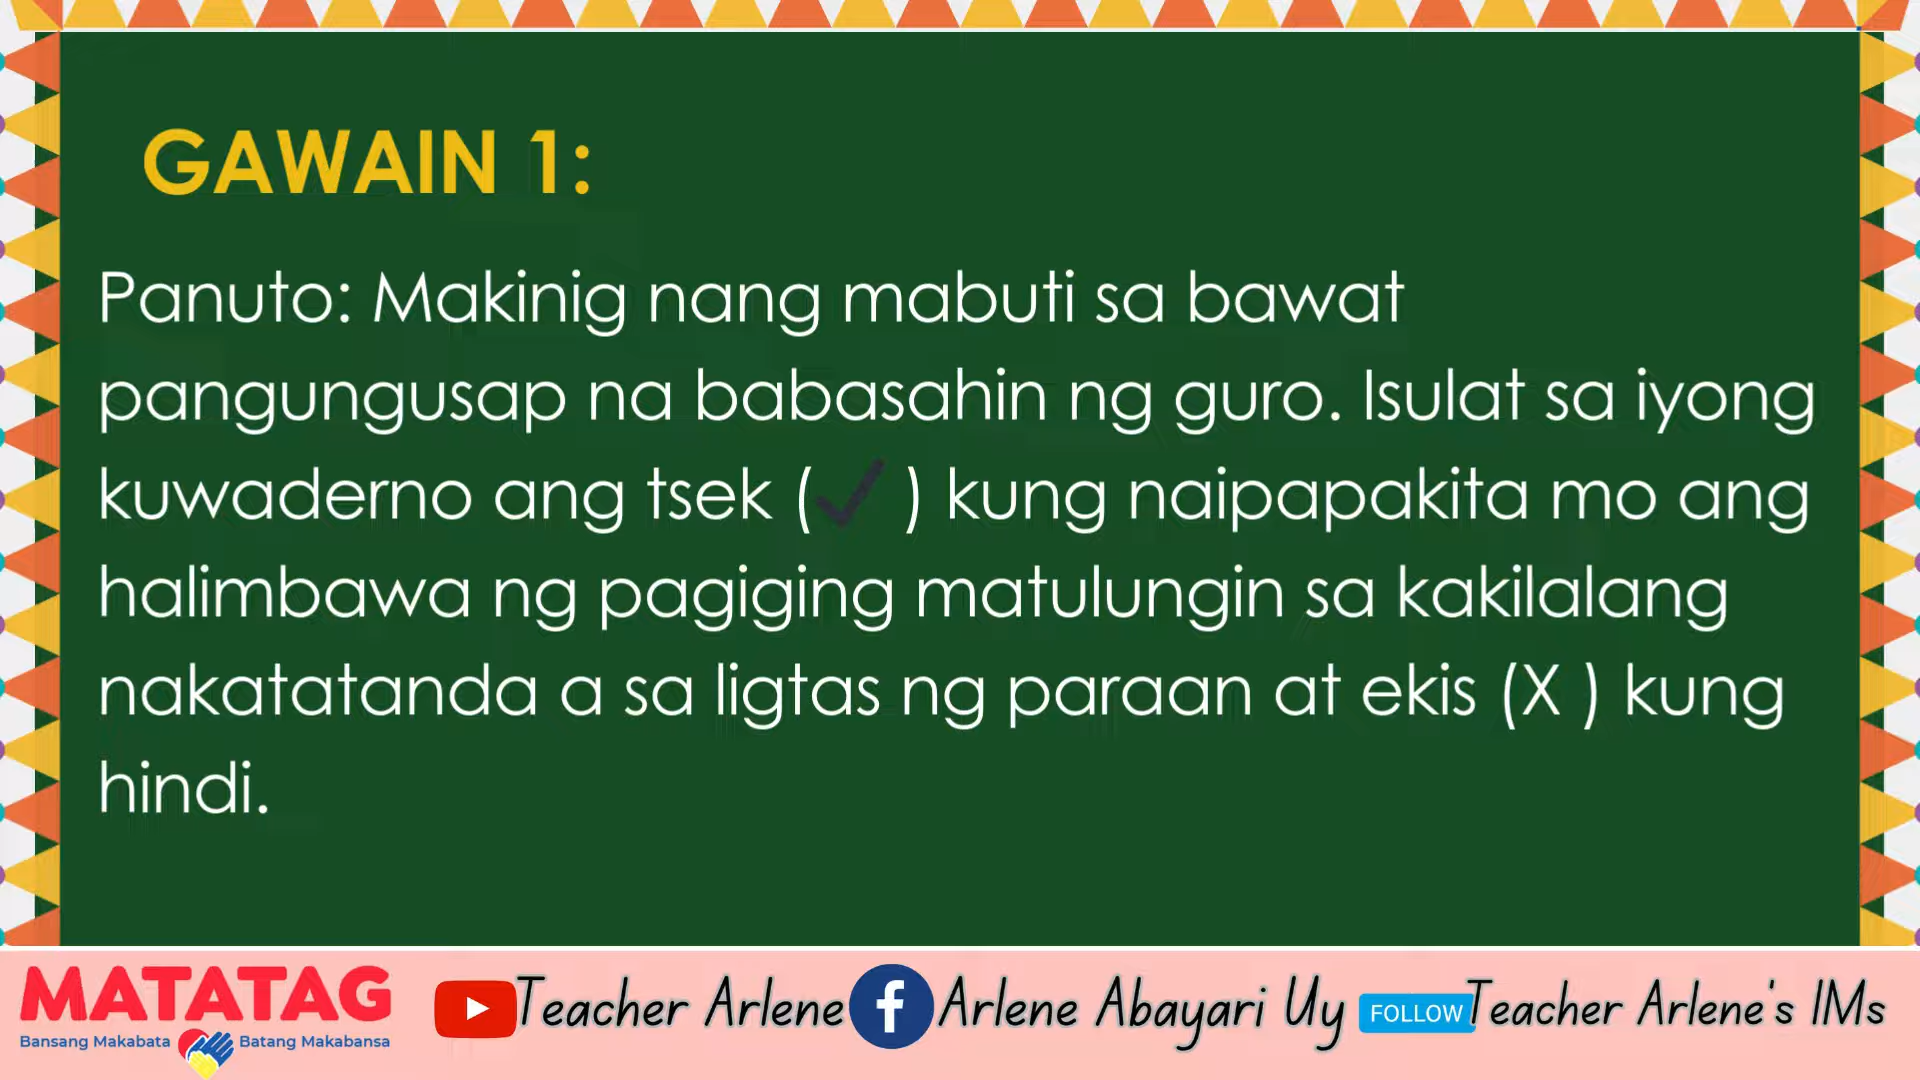 GAWAIN 1:
Panuto: Makinig nang mabuti sa bawat
pangungusap na babasahin ng guro. Isulat sa iyong
kuwaderno ang tsek (✓ ) kung naipapakita mo ang
halimbawa ng pagiging matulungin sa kakilalang
nakatatanda a sa ligtas ng paraan at ekis (X ) kung
hindi.
MATATAG
Bansang Makabata Batang Makabansa
Teacher Arlene
Arlene Abayari Uy
FOLLOW
Teacher Arlene's IMs